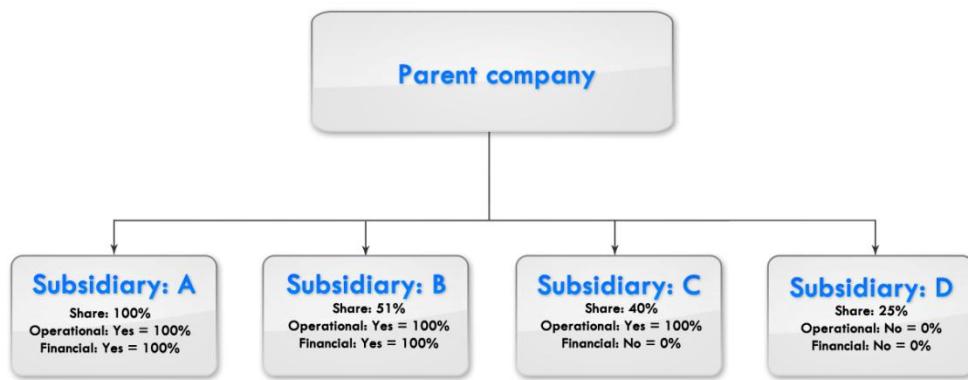 Parent company
Subsidiary: A
Share: 100%
Operational: Yes = 100%
Financial: Yes = 100%
Subsidiary: B
Share: 51%
Operational: Yes = 100%
Financial: Yes = 100%
Subsidiary: C
Share: 40%
Operational: Yes = 100%
Financial: No = 0%
Subsidiary: D
Share: 25%
Operational: No = 0%
Financial: No = 0%